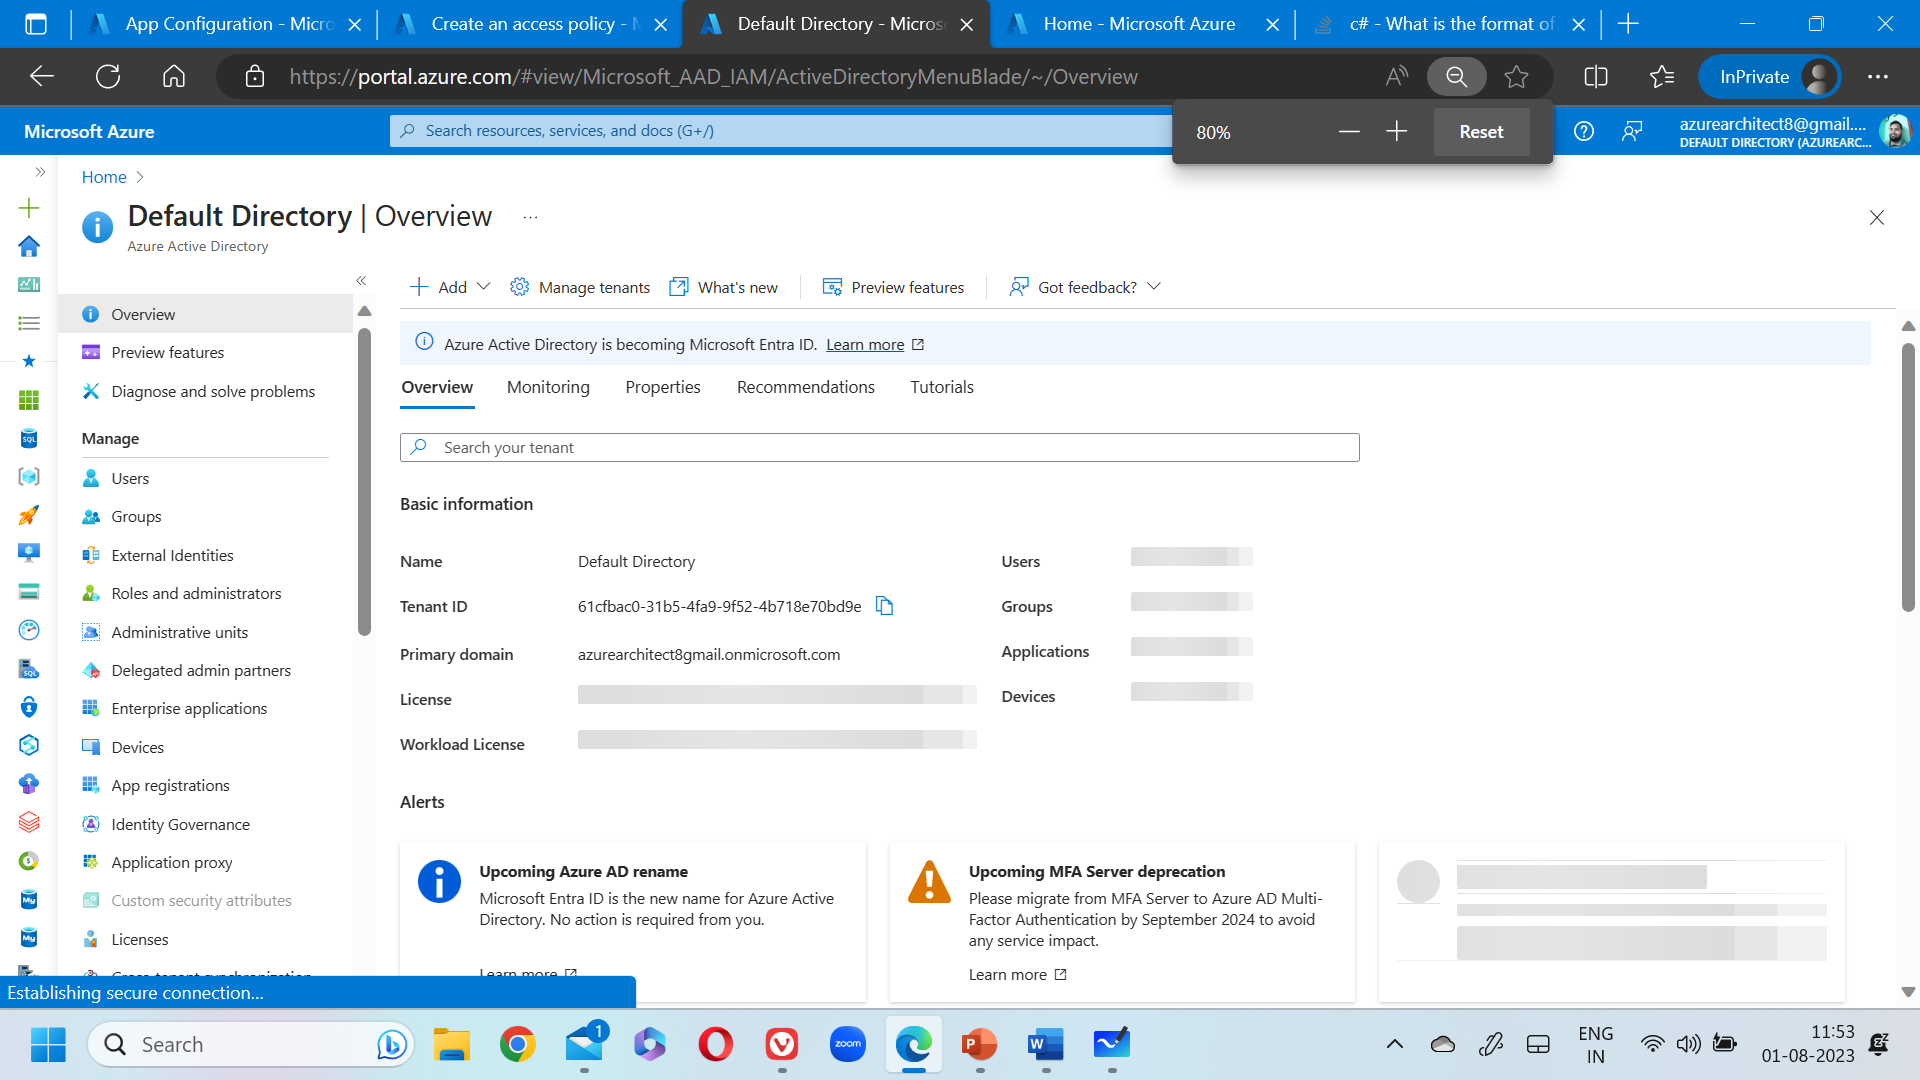 App Configuration - Micro
Create an access policy -
Default Directory - Micros
Home - Microsoft Azure
c# - What is the format of
https://portal.azure.com/#view/Microsoft_AAD_IAM/ActiveDirectoryMenuBlade/~/Overview
InPrivate
80%
Reset
Microsoft Azure
Search resources, services, and docs (G+/)
azurearchitect8@gmail....
DEFAULT DIRECTORY (AZUREARC...
Home
Default Directory | Overview
Azure Active Directory
Add
Manage tenants
What's new
Preview features
Got feedback?
Overview
Preview features
Diagnose and solve problems
Manage
Users
Groups
External Identities
Roles and administrators
Administrative units
Delegated admin partners
Enterprise applications
Devices
App registrations
Identity Governance
Application proxy
Custom security attributes
Licenses
Azure Active Directory is becoming Microsoft Entra ID. Learn more
Overview
Monitoring
Properties
Recommendations
Tutorials
Search your tenant
Basic information
Name
Default Directory
Tenant ID
61cfbac0-31b5-4fa9-9f52-4b718e70bd9e
Primary domain
azurearchitect8gmail.onmicrosoft.com
License
Workload License
Users
Groups
Applications
Devices
Alerts
Upcoming Azure AD rename
Microsoft Entra ID is the new name for Azure Active
Directory. No action is required from you.
Learn more
Upcoming MFA Server deprecation
Please migrate from MFA Server to Azure AD Multi-
Factor Authentication by September 2024 to avoid
any service impact.
Learn more
Establishing secure connection...
Search
1
zoom
ENG
IN
11:53
01-08-2023